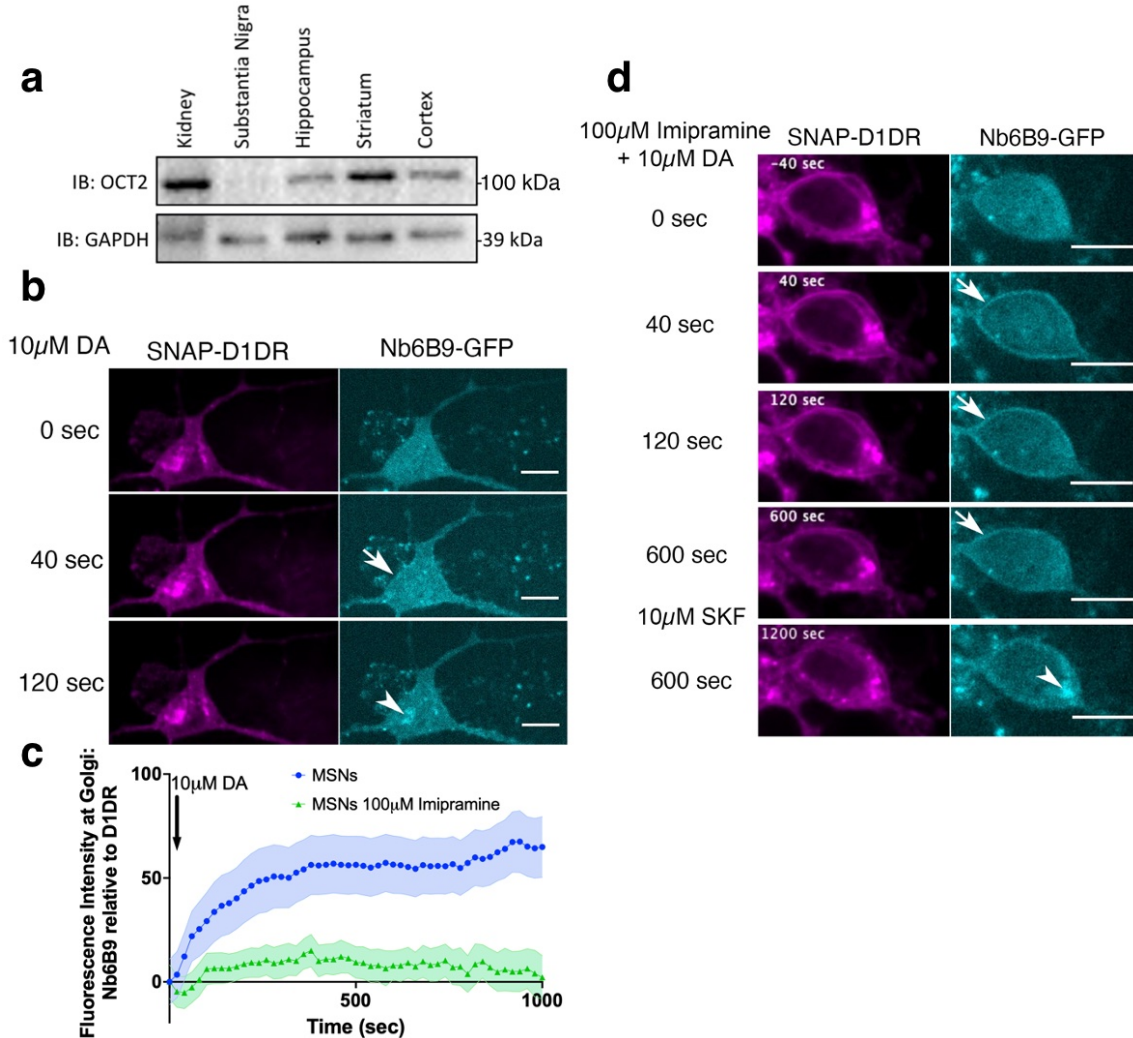 a
Kidney
Substantia Nigra
Hippocampus
Striatum
Cortex
IB: OCT2
100 kDa
IB: GAPDH
39 kDa
b
10µM DA
SNAP-D1DR
Nb6B9-GFP
0 sec
40 sec
120 sec
c
Fluorescence Intensity at Golgi:
Nb6B9 relative to D1DR
100
50
0
10µM DA
MSNs
MSNs 100µM Imipramine
500
1000
Time (sec)
d
100µM Imipramine
+ 10µM DA
SNAP-D1DR
Nb6B9-GFP
-40 sec
0 sec
40 sec
40 sec
120 sec
120 sec
600 sec
600 sec
10µM SKF
1200 sec
600 sec